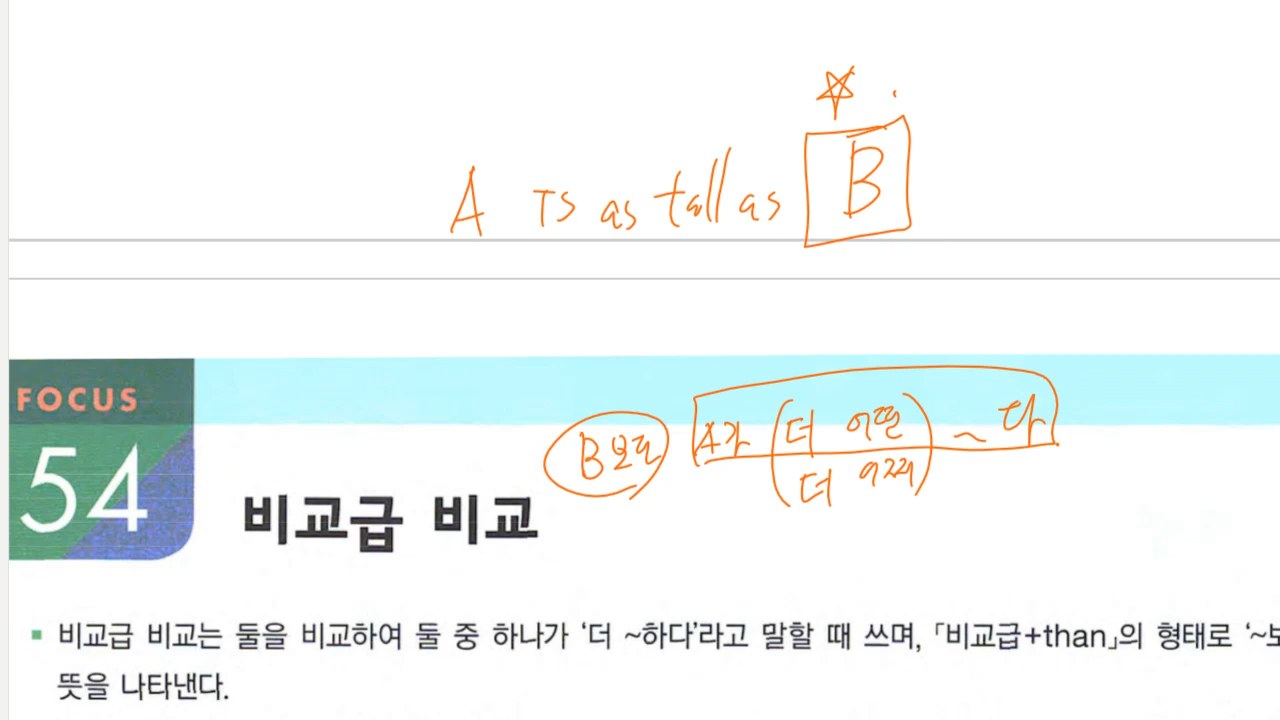 A is as tall as B
FOCUS
54
B보다 A가 (더 어떤) ~ 다
더 어찌
비교급 비교
비교급 비교는 둘을 비교하여 둘 중 하나가 ‘더 ~하다’라고 말할 때 쓰며, 「비교급+than」의 형태로 ‘~보
뜻을 나타낸다.